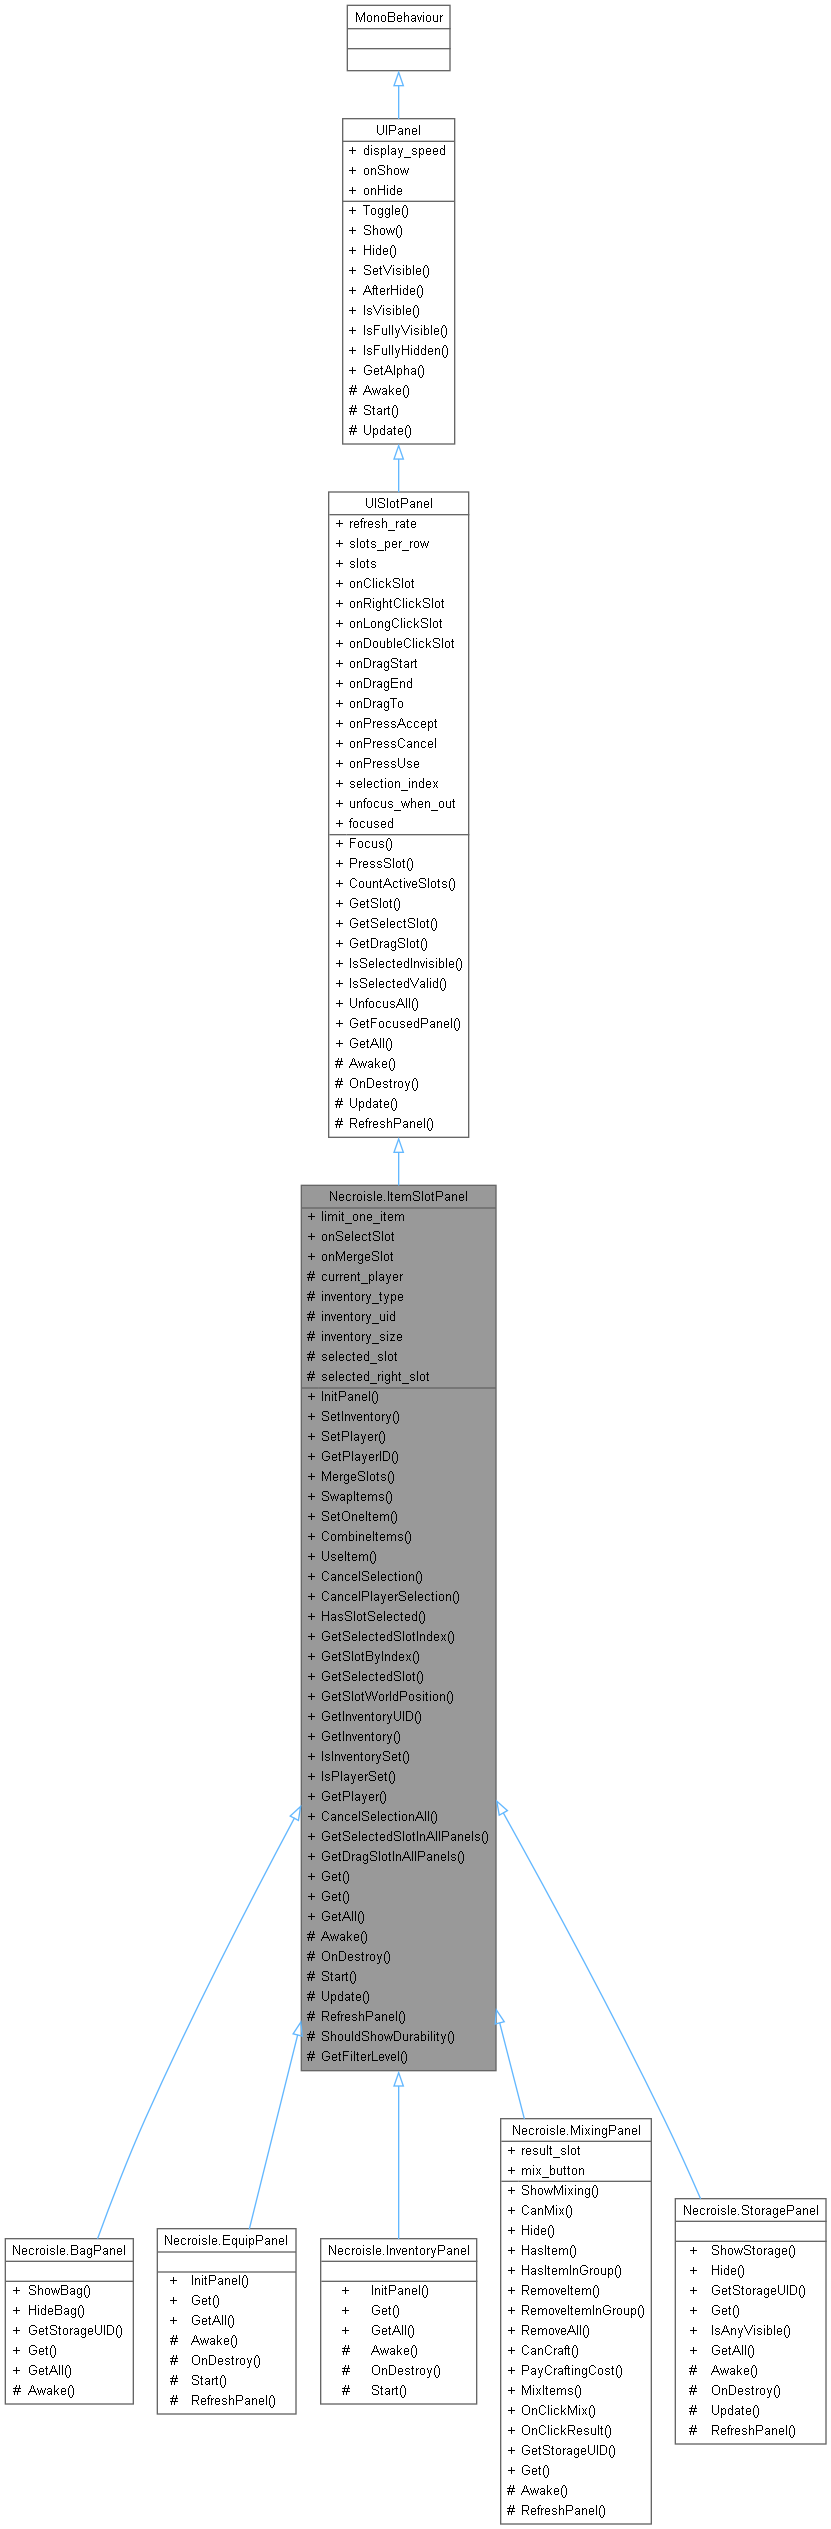 MonoBehaviour
UIPanel
+ display_speed
+ onShow
+ onHide
+ Toggle()
+ Show()
+ Hide()
+ SetVisible()
+ AfterHide()
+ IsVisible()
+ IsFullyVisible()
+ IsFullyHidden()
+ GetAlpha()
# Awake()
# Start()
# Update()
UISlotPanel
+ refresh_rate
+ slots_per_row
+ slots
+ onClickSlot
+ onRightClickSlot
+ onLongClickSlot
+ onDoubleClickSlot
+ onDragStart
+ onDragEnd
+ onDragTo
+ onPressAccept
+ onPressCancel
+ onPressUse
+ selection_index
+ unfocus_when_out
+ focused
+ Focus()
+ PressSlot()
+ CountActiveSlots()
+ GetSlot()
+ GetSelectSlot()
+ GetDragSlot()
+ IsSelectedInvisible()
+ IsSelectedValid()
+ UnfocusAll()
+ GetFocusedPanel()
+ GetAll()
# Awake()
# OnDestroy()
# Update()
# RefreshPanel()
Necroisle.ItemSlotPanel
+ limit_one_item
+ onSelectSlot
+ onMergeSlot
# current_player
# inventory_type
# inventory_uid
# inventory_size
# selected_slot
# selected_right_slot
+ InitPanel()
+ SetInventory()
+ SetPlayer()
+ GetPlayerID()
+ MergeSlots()
+ SwapItems()
+ SetOneItem()
+ CombineItems()
+ UseItem()
+ CancelSelection()
+ CancelPlayerSelection()
+ HasSlotSelected()
+ GetSelectedSlotIndex()
+ GetSlotByIndex()
+ GetSelectedSlot()
+ GetSlotWorldPosition()
+ GetInventoryUID()
+ GetInventory()
+ IsInventorySet()
+ IsPlayerSet()
+ GetPlayer()
+ CancelSelectionAll()
+ GetSelectedSlotInAllPanels()
+ GetDragSlotInAllPanels()
+ Get()
+ Get()
+ GetAll()
# Awake()
# OnDestroy()
# Start()
# Update()
# RefreshPanel()
# ShouldShowDurability()
# GetFilterLevel()
Necroisle.BagPanel
+ ShowBag()
+ HideBag()
+ GetStorageUID()
+ Get()
+ GetAll()
# Awake()
Necroisle.EquipPanel
+ InitPanel()
+ Get()
+ GetAll()
# Awake()
# OnDestroy()
# Start()
# RefreshPanel()
Necroisle.InventoryPanel
+ InitPanel()
+ Get()
+ GetAll()
# Awake()
# OnDestroy()
# Start()
Necroisle.MixingPanel
+ result_slot
+ mix_button
+ ShowMixing()
+ CanMix()
+ Hide()
+ HasItem()
+ HasItemInGroup()
+ RemoveItem()
+ RemoveItemInGroup()
+ RemoveAll()
+ CanCraft()
+ PayCraftingCost()
+ MixItems()
+ OnClickMix()
+ OnClickResult()
+ GetStorageUID()
+ Get()
# Awake()
# RefreshPanel()
Necroisle.StoragePanel
+ ShowStorage()
+ Hide()
+ GetStorageUID()
+ Get()
+ IsAnyVisible()
+ GetAll()
# Awake()
# OnDestroy()
# Update()
# RefreshPanel()